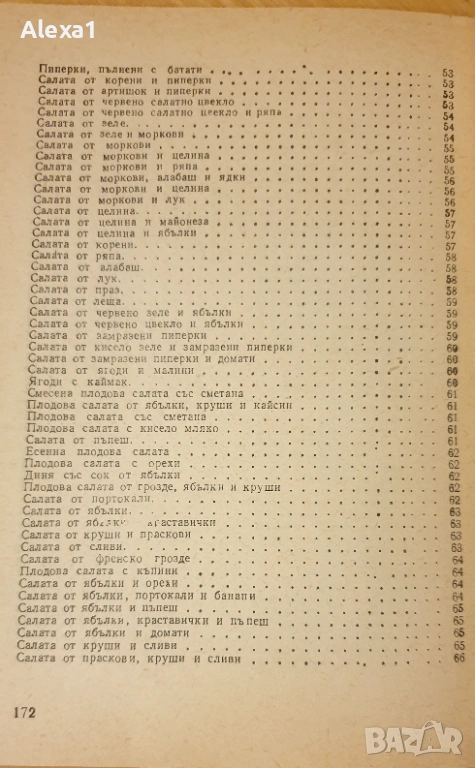 Alexa1
Пиперки, пълнени с батати 53
Салата от корени и пиперки 53
Салата от артишок и пиперки 53
Салата от червено салатно цвекло 53
Салата от червено салатно цвекло и ряпа 54
Салата от зеле 54
Салата от зеле и моркови 54
Салата от моркови 55
Салата от моркови и целина 55
Салата от моркови и ряпа 55
Салата от моркови, алабаш и ядки 56
Салата от моркови и целина 56
Салата от моркови и лук 56
Салата от целина 57
Салата от целина и майонеза 57
Салата от целина и ябълки 57
Салата от корени 57
Салата от ряпа 58
Салата от алабаш 58
Салата от лук 58
Салата от праз 58
Салата от леща 59
Салата от червено зеле и ябълки 59
Салата от червено цвекло и ябълки 59
Салата от замразени пиперки 59
Салата от кисело зеле и замразени пиперки 60
Салата от замразени пиперки и домати 60
Салата от ягоди и малини 60
Ягоди с каймак 60
Смесена плодова салата със сметана 61
Плодова салата от ябълки, круши и кайсии 61
Плодова салата със сметана 61
Плодова салата с кисело мляко 61
Салата от пъпеш 61
Есенна плодова салата 62
Плодова салата с орехи 62
Диня със сок от ябълки 62
Плодова салата от грозде, ябълки и круши 62
Салата от портокали 62
Салата от ябълки 63
Салата от ябълки краставички 63
Салата от круши и праскови 63
Салата от сливи 63
Салата от френско грозде 64
Плодова салата с къпини 64
Салата от ябълки и орехи 64
Салата от ябълки, портокали и банани 64
Салата от ябълки и пъпеш 65
Салата от ябълки, краставички и пъпеш 65
Салата от ябълки и домати 65
Салата от круши и сливи 65
Салата от праскови, круши и сливи 66
172
BAZAR